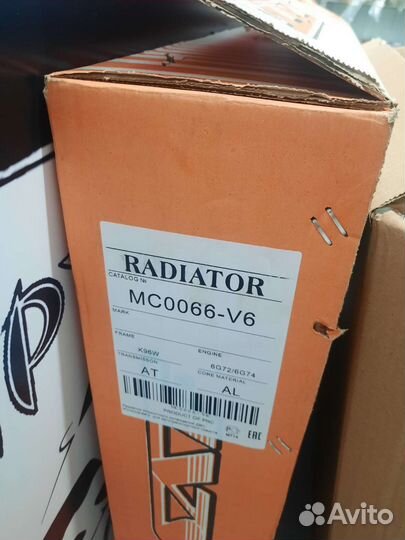 RADIATOR
CATALOG №
MC0066-V6
MARK
FRAME
ENGINE
K96W
6G72/6G74
TRANSMISSION
CORE MATERIAL
AT
AL
PRODUCT OF PRC
EAC
Avito